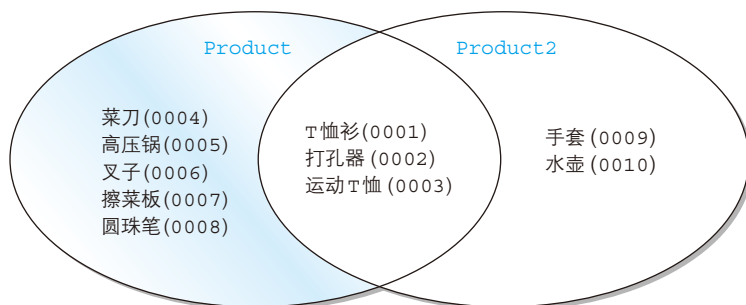 Product
Product2
菜刀(0004)
高压锅(0005)
叉子(0006)
擦菜板(0007)
圆珠笔(0008)
T恤衫(0001)
打孔器(0002)
运动T恤(0003)
手套(0009)
水壶(0010)